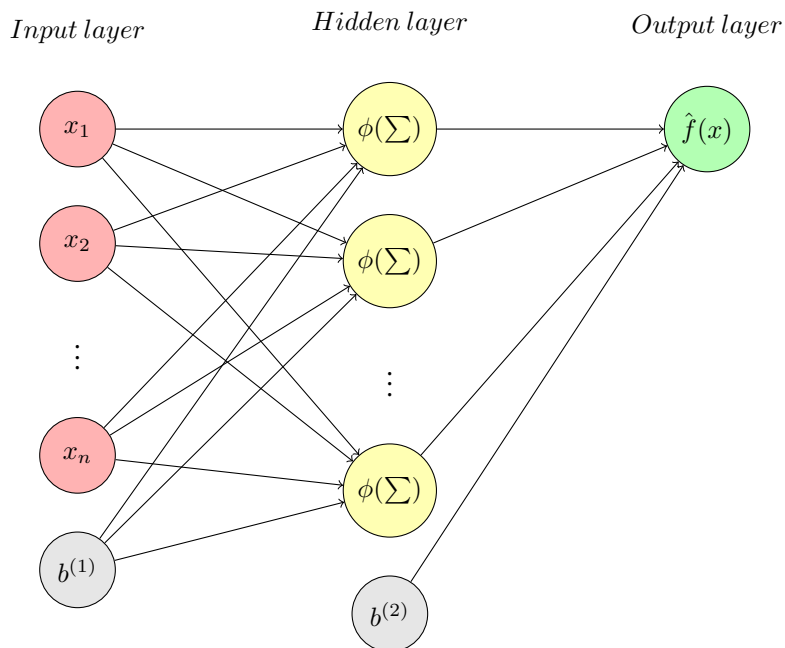 Input layer
Hidden layer
Output layer
x₁
ϕ(∑)
f̂(x)
x₂
ϕ(∑)
⋮
⋮
xₙ
ϕ(∑)
b⁽¹⁾
b⁽²⁾